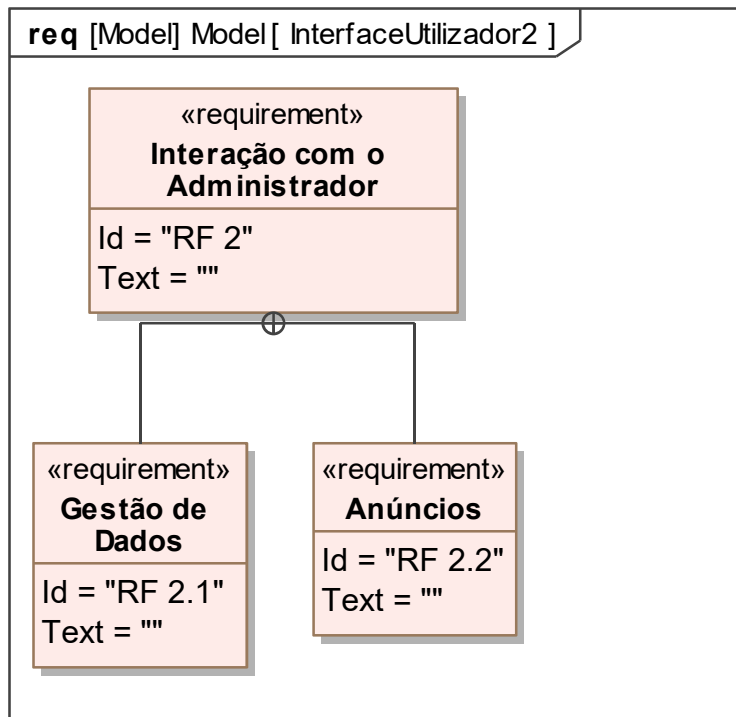 req [Model] Model [ InterfaceUtilizador2 ]
«requirement»
Interação com o
Administrador
Id = "RF 2"
Text = ""
«requirement»
Gestão de
Dados
Id = "RF 2.1"
Text = ""
«requirement»
Anúncios
Id = "RF 2.2"
Text = ""